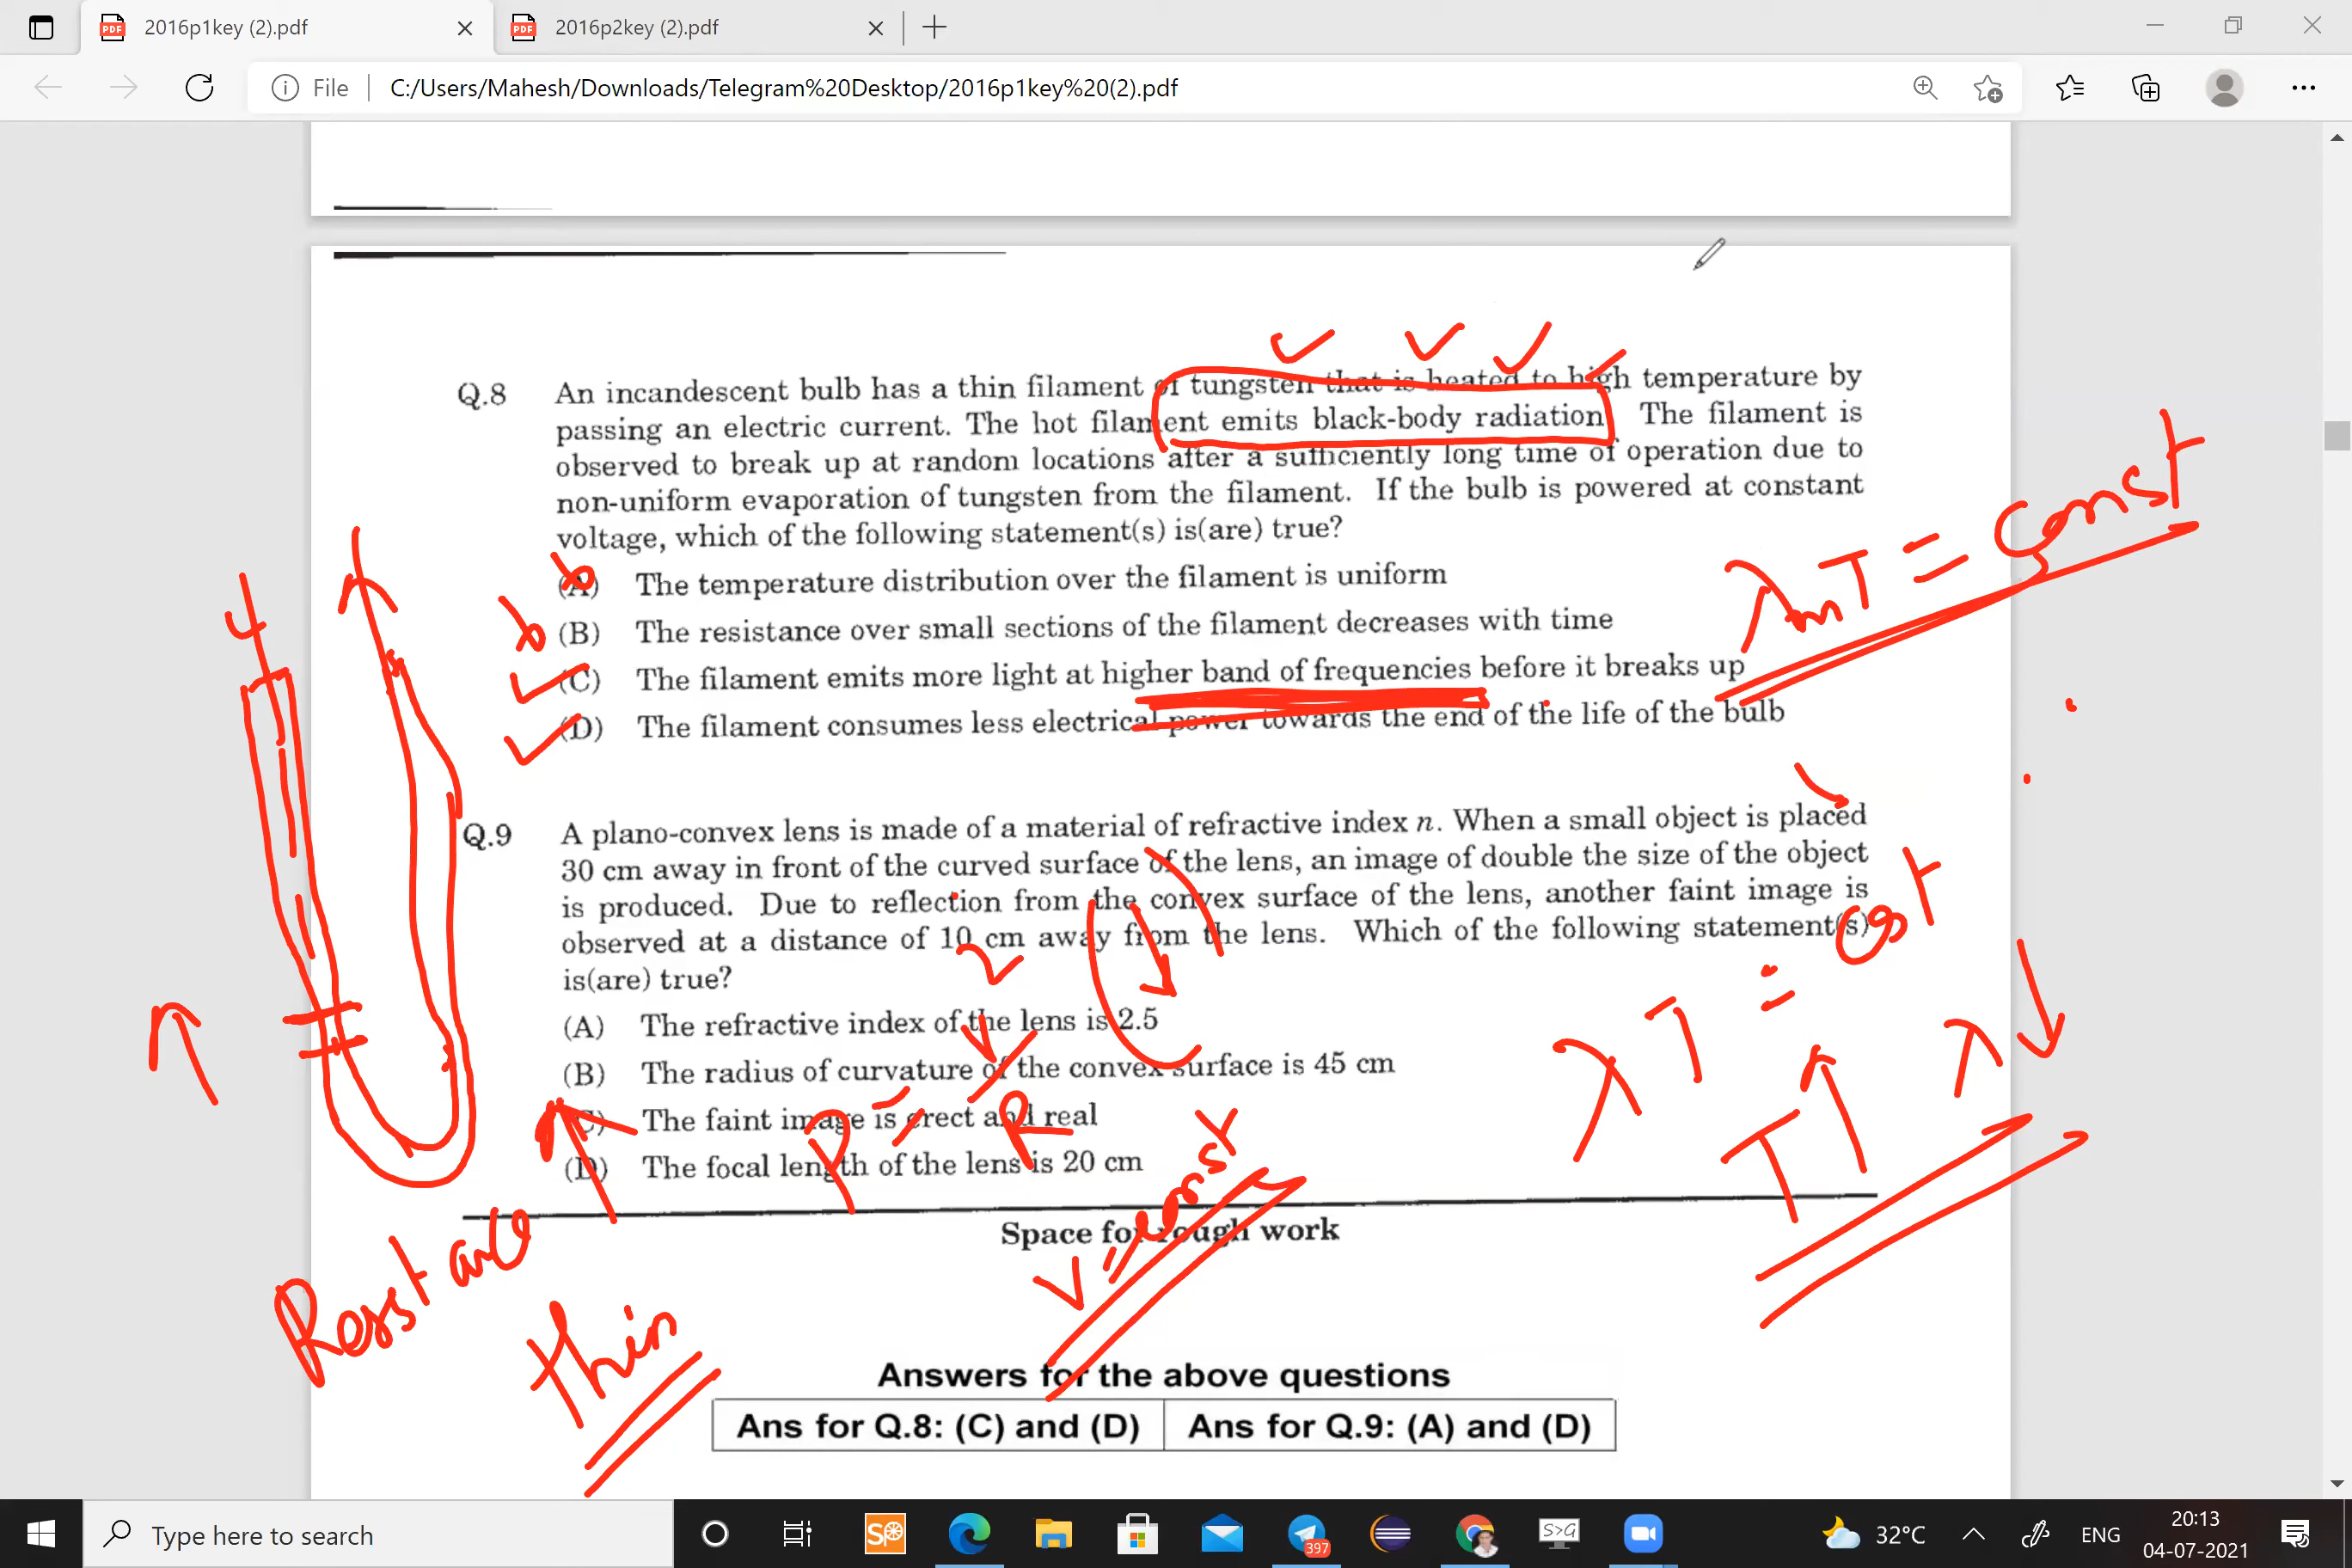 2016p1key (2).pdf
2016p2key (2).pdf
File
C:/Users/Mahesh/Downloads/Telegram%20Desktop/2016p1key%20(2).pdf
Q.8 An incandescent bulb has a thin filament of tungsten that is heated to high temperature by
passing an electric current. The hot filament emits black-body radiation. The filament is
observed to break up at random locations after a sufficiently long time of operation due to
non-uniform evaporation of tungsten from the filament. If the bulb is powered at constant
voltage, which of the following statement(s) is(are) true?
(A) The temperature distribution over the filament is uniform
(B) The resistance over small sections of the filament decreases with time
(C) The filament emits more light at higher band of frequencies before it breaks up
(D) The filament consumes less electrical power towards the end of the life of the bulb
λmT = Const
Q.9 A plano-convex lens is made of a material of refractive index n. When a small object is placed
30 cm away in front of the curved surface of the lens, an image of double the size of the object
is produced. Due to reflection from the convex surface of the lens, another faint image is
observed at a distance of 10 cm away from the lens. Which of the following statement(s)
is(are) true?
(A) The refractive index of the lens is 2.5
(B) The radius of curvature of the convex surface is 45 cm
(C) The faint image is erect and real
(D) The focal length of the lens is 20 cm
λT = Cost
T↑ λ↓
P = V²/R
V = Const
Resstance
thin
Space for rough work
Answers for the above questions
Ans for Q.8: (C) and (D)
Ans for Q.9: (A) and (D)
Type here to search
397
S>G
32°C
ENG
20:13
04-07-2021